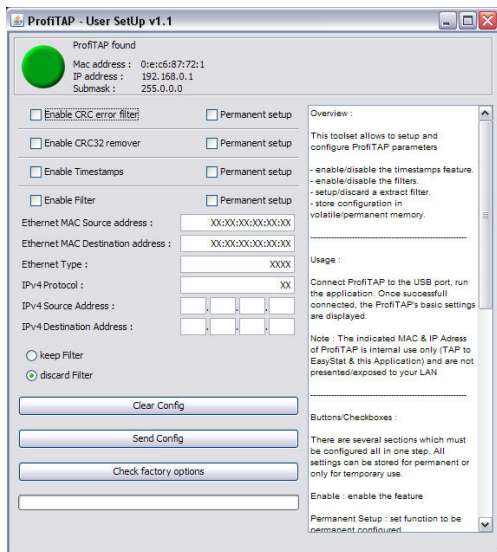 ProfiTAP - User SetUp v1.1
ProfiTAP found
Mac address : 0:e:c6:87:72:1
IP address : 192.168.0.1
Submask : 255.0.0.0
Enable CRC error filter Permanent setup
Enable CRC32 remover Permanent setup
Enable Timestamps Permanent setup
Enable Filter Permanent setup
Ethernet MAC Source address : XX:XX:XX:XX:XX:XX
Ethernet MAC Destination address : XX:XX:XX:XX:XX:XX
Ethernet Type : XXXX
IPv4 Protocol : XX
IPv4 Source Address : . . .
IPv4 Destination Address : . . .
keep Filter
discard Filter
Clear Config
Send Config
Check factory options
Overview :
This toolset allows to setup and
configure ProfiTAP parameters
- enable/disable the timestamps feature.
- enable/disable the filters.
- setup/discard a extract filter.
- store configuration in
volatile/permanent memory.
Usage :
Connect ProfiTAP to the USB port, run
the application. Once successfull
connected, the ProfiTAP's basic settings
are displayed.
Note : The indicated MAC & IP Adress
of ProfiTAP is internal use only (TAP to
EasyStat & this Application) and are not
presented/exposed to your LAN
Buttons/Checkboxes :
There are several sections which must
be configured all in one step. All
settings can be stored for permanent or
only for temporary use.
Enable : enable the feature
Permanent Setup : set function to be
permanent configured